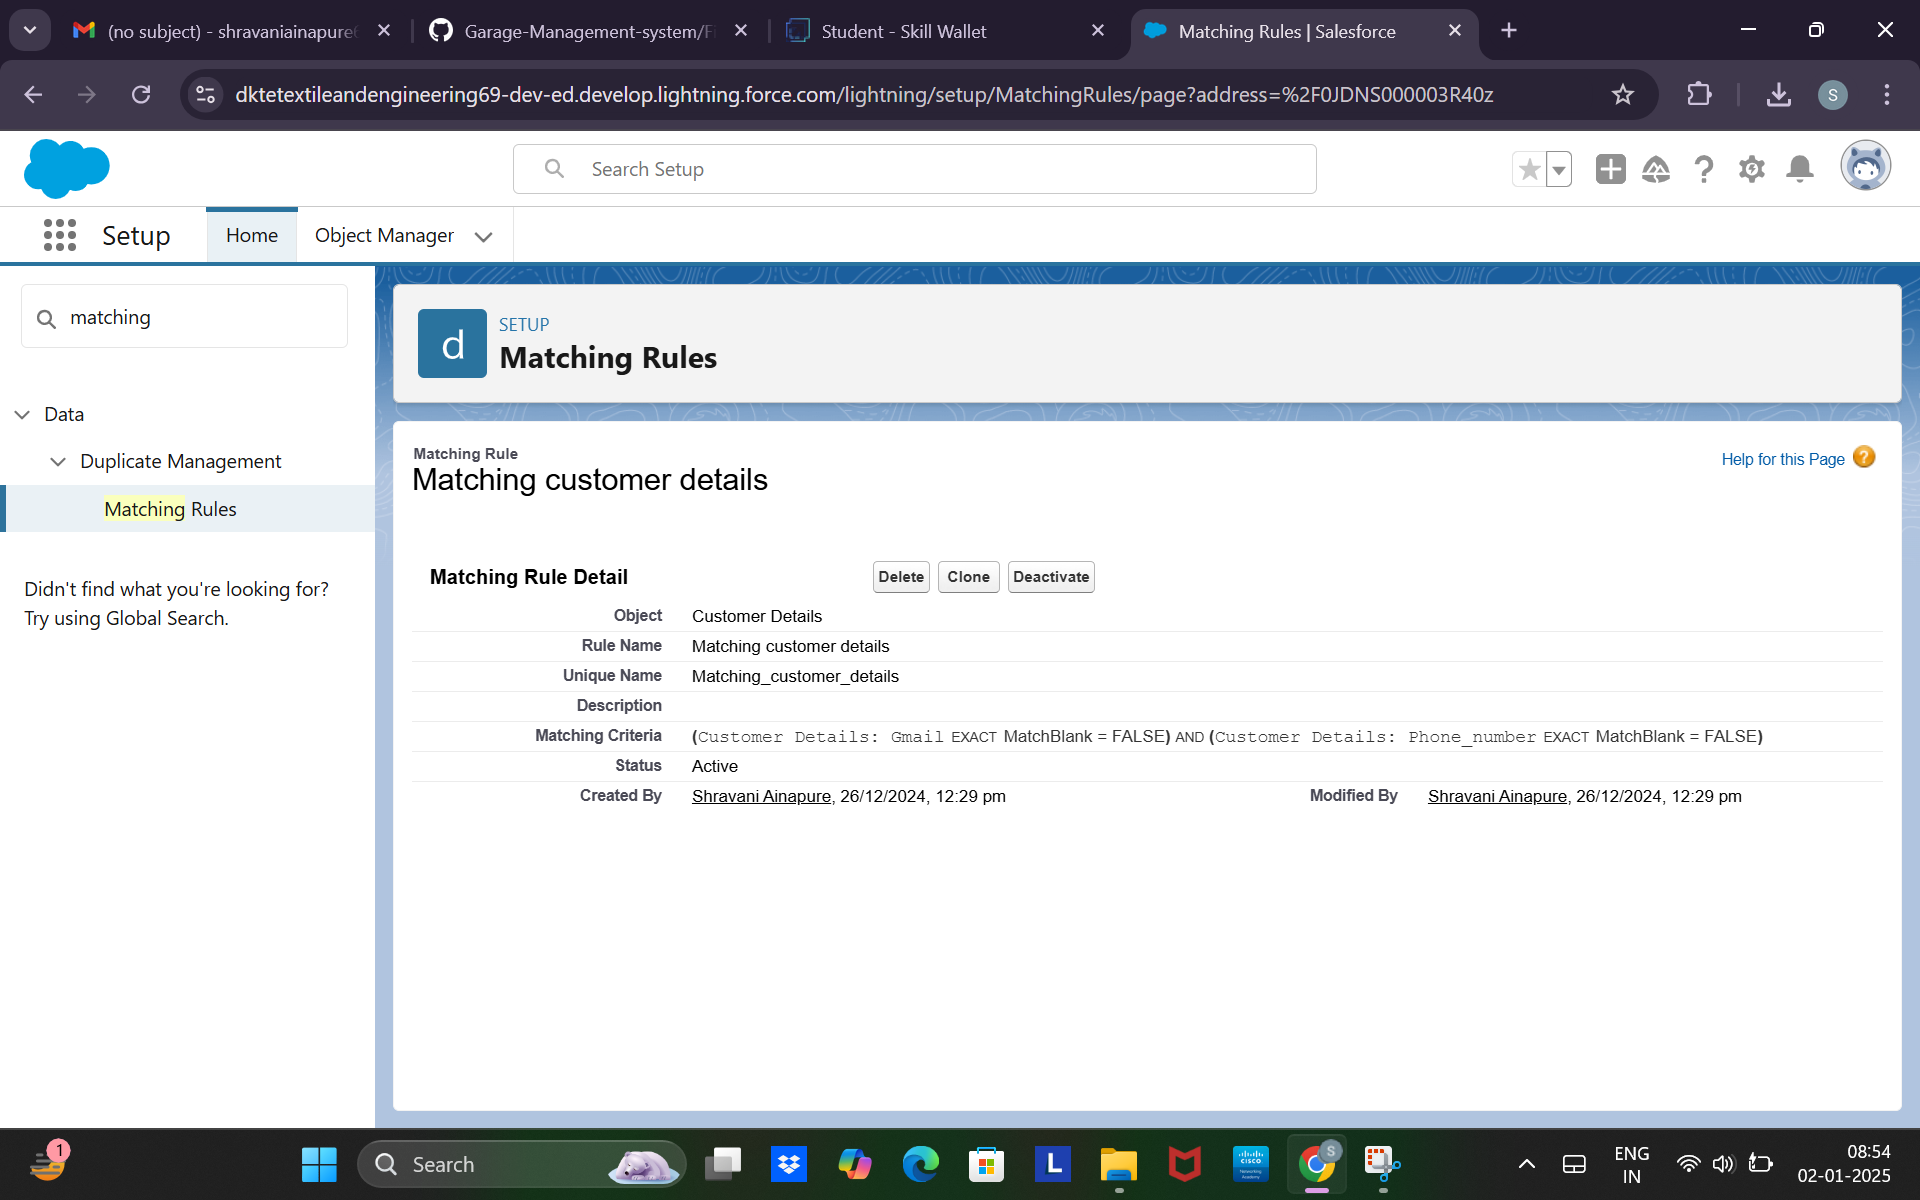 (no subject) - shravaniainapure6
Garage-Management-system/Fi
Student - Skill Wallet
Matching Rules | Salesforce
dktetextileandengineering69-dev-ed.develop.lightning.force.com/lightning/setup/MatchingRules/page?address=%2F0JDNS000003R40z
S
Search Setup
Setup
Home
Object Manager
matching
Data
Duplicate Management
Matching Rules
Didn't find what you're looking for?
Try using Global Search.
d
SETUP
Matching Rules
Matching Rule
Matching customer details
Help for this Page ?
Matching Rule Detail
Delete
Clone
Deactivate
Object Customer Details
Rule Name Matching customer details
Unique Name Matching_customer_details
Description
Matching Criteria (Customer Details: Gmail EXACT MatchBlank = FALSE) AND (Customer Details: Phone_number EXACT MatchBlank = FALSE)
Status Active
Created By Shravani Ainapure, 26/12/2024, 12:29 pm Modified By Shravani Ainapure, 26/12/2024, 12:29 pm
1
Search
L
CISCO
S
ENG
IN
08:54
02-01-2025